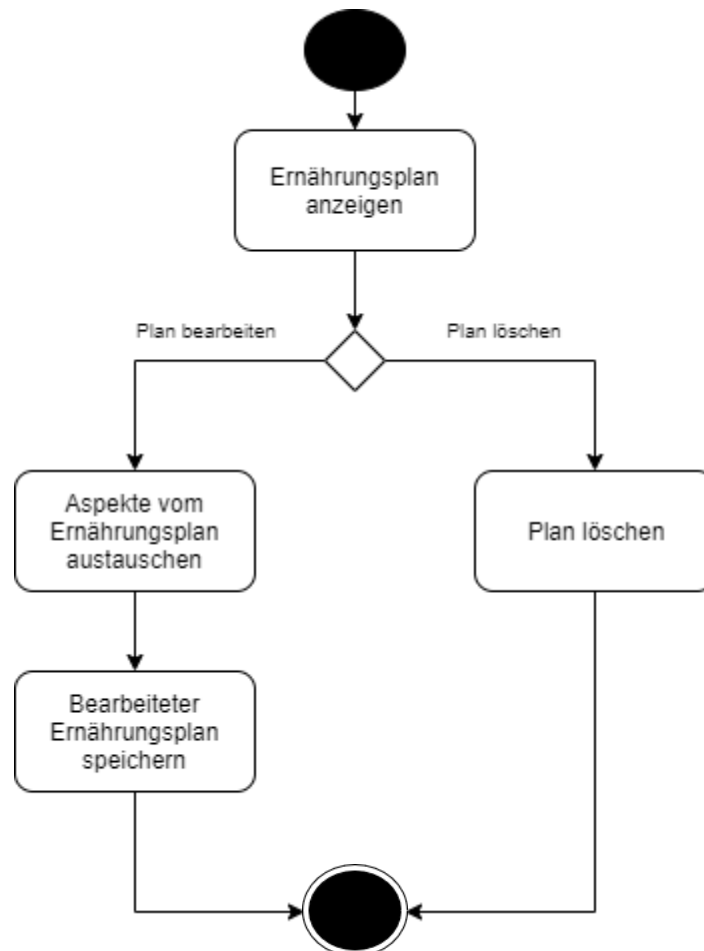 Ernährungsplan
anzeigen
Plan bearbeiten
Plan löschen
Aspekte vom
Ernährungsplan
austauschen
Plan löschen
Bearbeiteter
Ernährungsplan
speichern